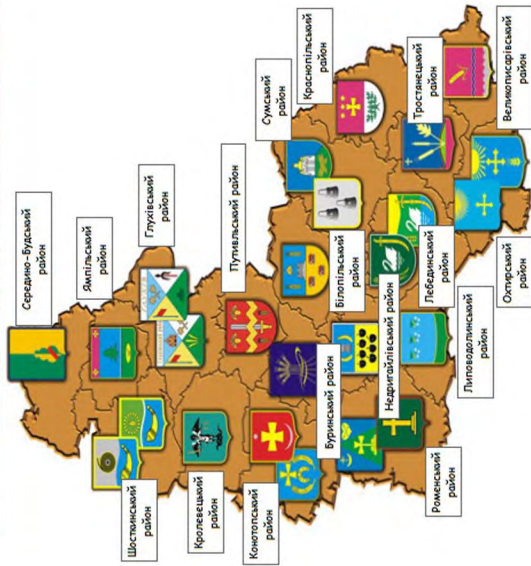 Середино-Будський
район
Ямпільський
район
Глухівський
район
Шосткинський
район
Кролевецький
район
Путивльський район
Конотопський
район
Буринський район
Білопільський
район
Сумський
район
Краснопільський
район
Роменський
район
Недригайлівський район
Липоводолинський
район
Лебединський
район
Тростянецький
район
Охтирський
район
Великописарівський
район